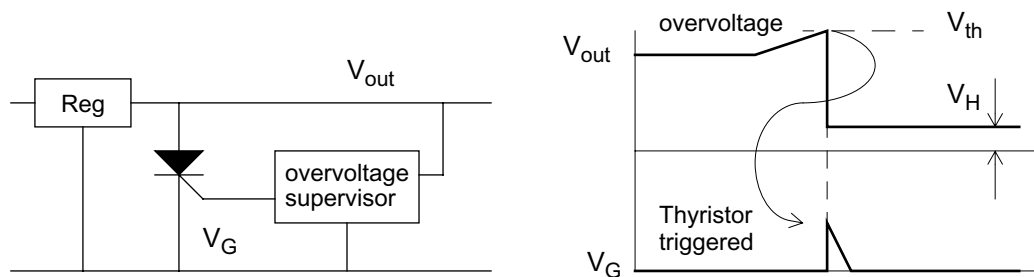 Reg
V_out
overvoltage
supervisor
V_G
overvoltage
V_th
V_out
V_H
Thyristor
triggered
V_G